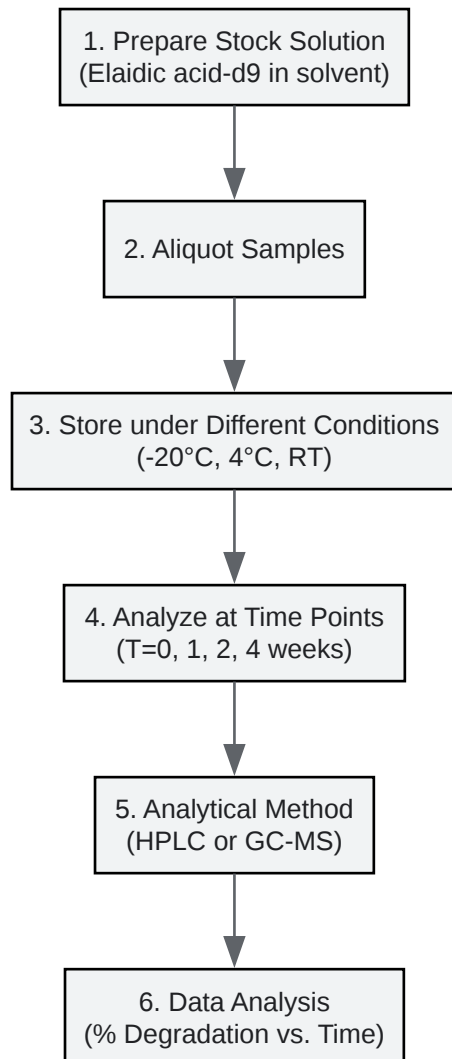 1. Prepare Stock Solution
(Elaidic acid-d9 in solvent)
2. Aliquot Samples
3. Store under Different Conditions
(-20°C, 4°C, RT)
4. Analyze at Time Points
(T=0, 1, 2, 4 weeks)
5. Analytical Method
(HPLC or GC-MS)
6. Data Analysis
(% Degradation vs. Time)